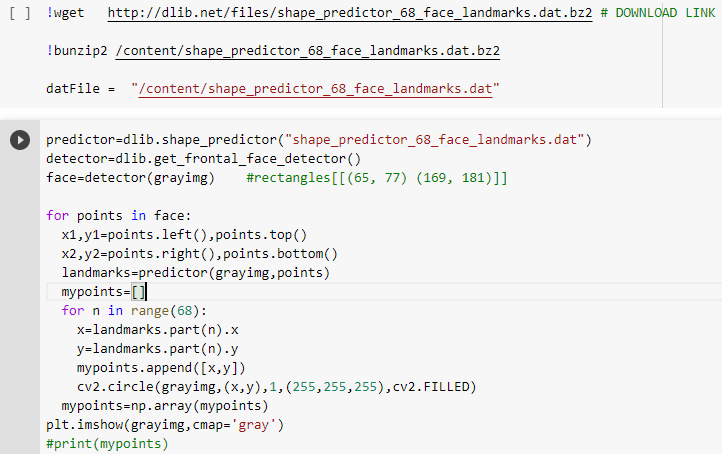 [ ] !wget http://dlib.net/files/shape_predictor_68_face_landmarks.dat.bz2 # DOWNLOAD LINK
!bunzip2 /content/shape_predictor_68_face_landmarks.dat.bz2
datFile = "/content/shape_predictor_68_face_landmarks.dat"
predictor=dlib.shape_predictor("shape_predictor_68_face_landmarks.dat")
detector=dlib.get_frontal_face_detector()
face=detector(grayimg) #rectangles[[(65, 77) (169, 181)]]
for points in face:
x1,y1=points.left(),points.top()
x2,y2=points.right(),points.bottom()
landmarks=predictor(grayimg,points)
mypoints=[]
for n in range(68):
x=landmarks.part(n).x
y=landmarks.part(n).y
mypoints.append([x,y])
cv2.circle(grayimg,(x,y),1,(255,255,255),cv2.FILLED)
mypoints=np.array(mypoints)
plt.imshow(grayimg,cmap='gray')
#print(mypoints)